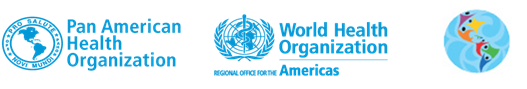 PRO SALUTE
NOVI MUNDI
Pan American
Health
Organization
World Health
Organization
REGIONAL OFFICE FOR THE Americas